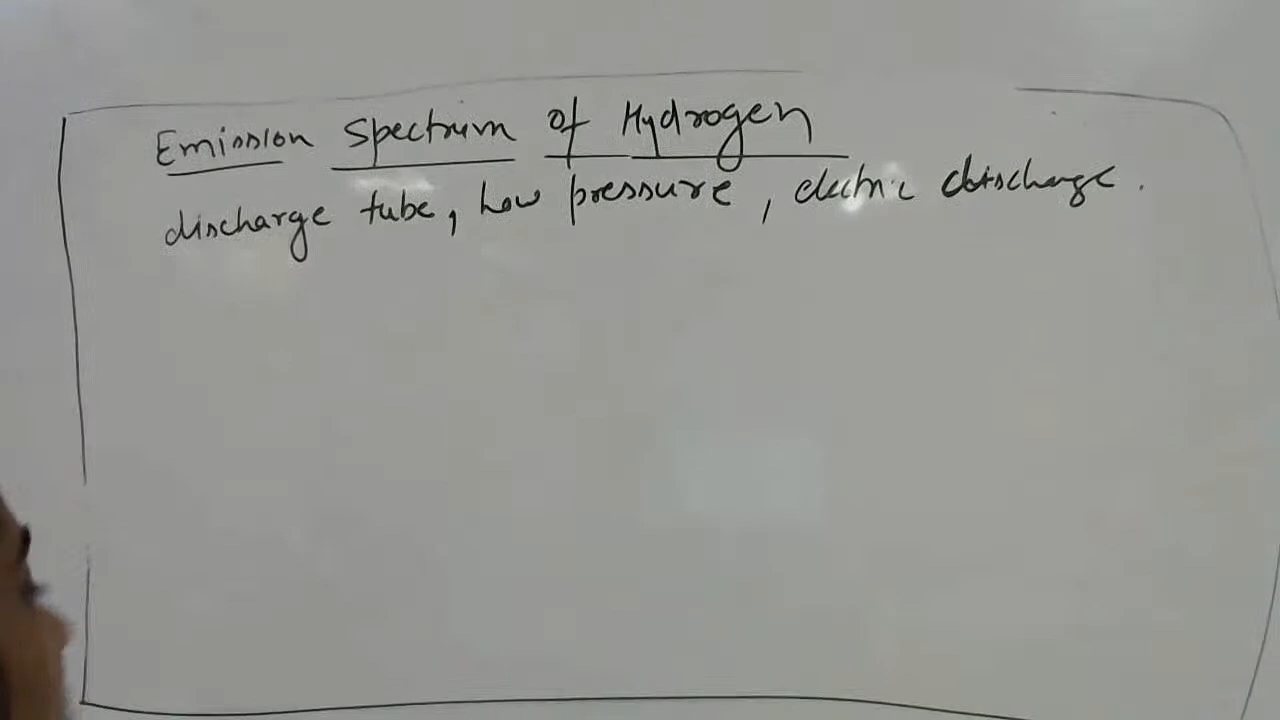 Emission Spectrum of Hydrogen
discharge tube, low pressure, electric discharge.